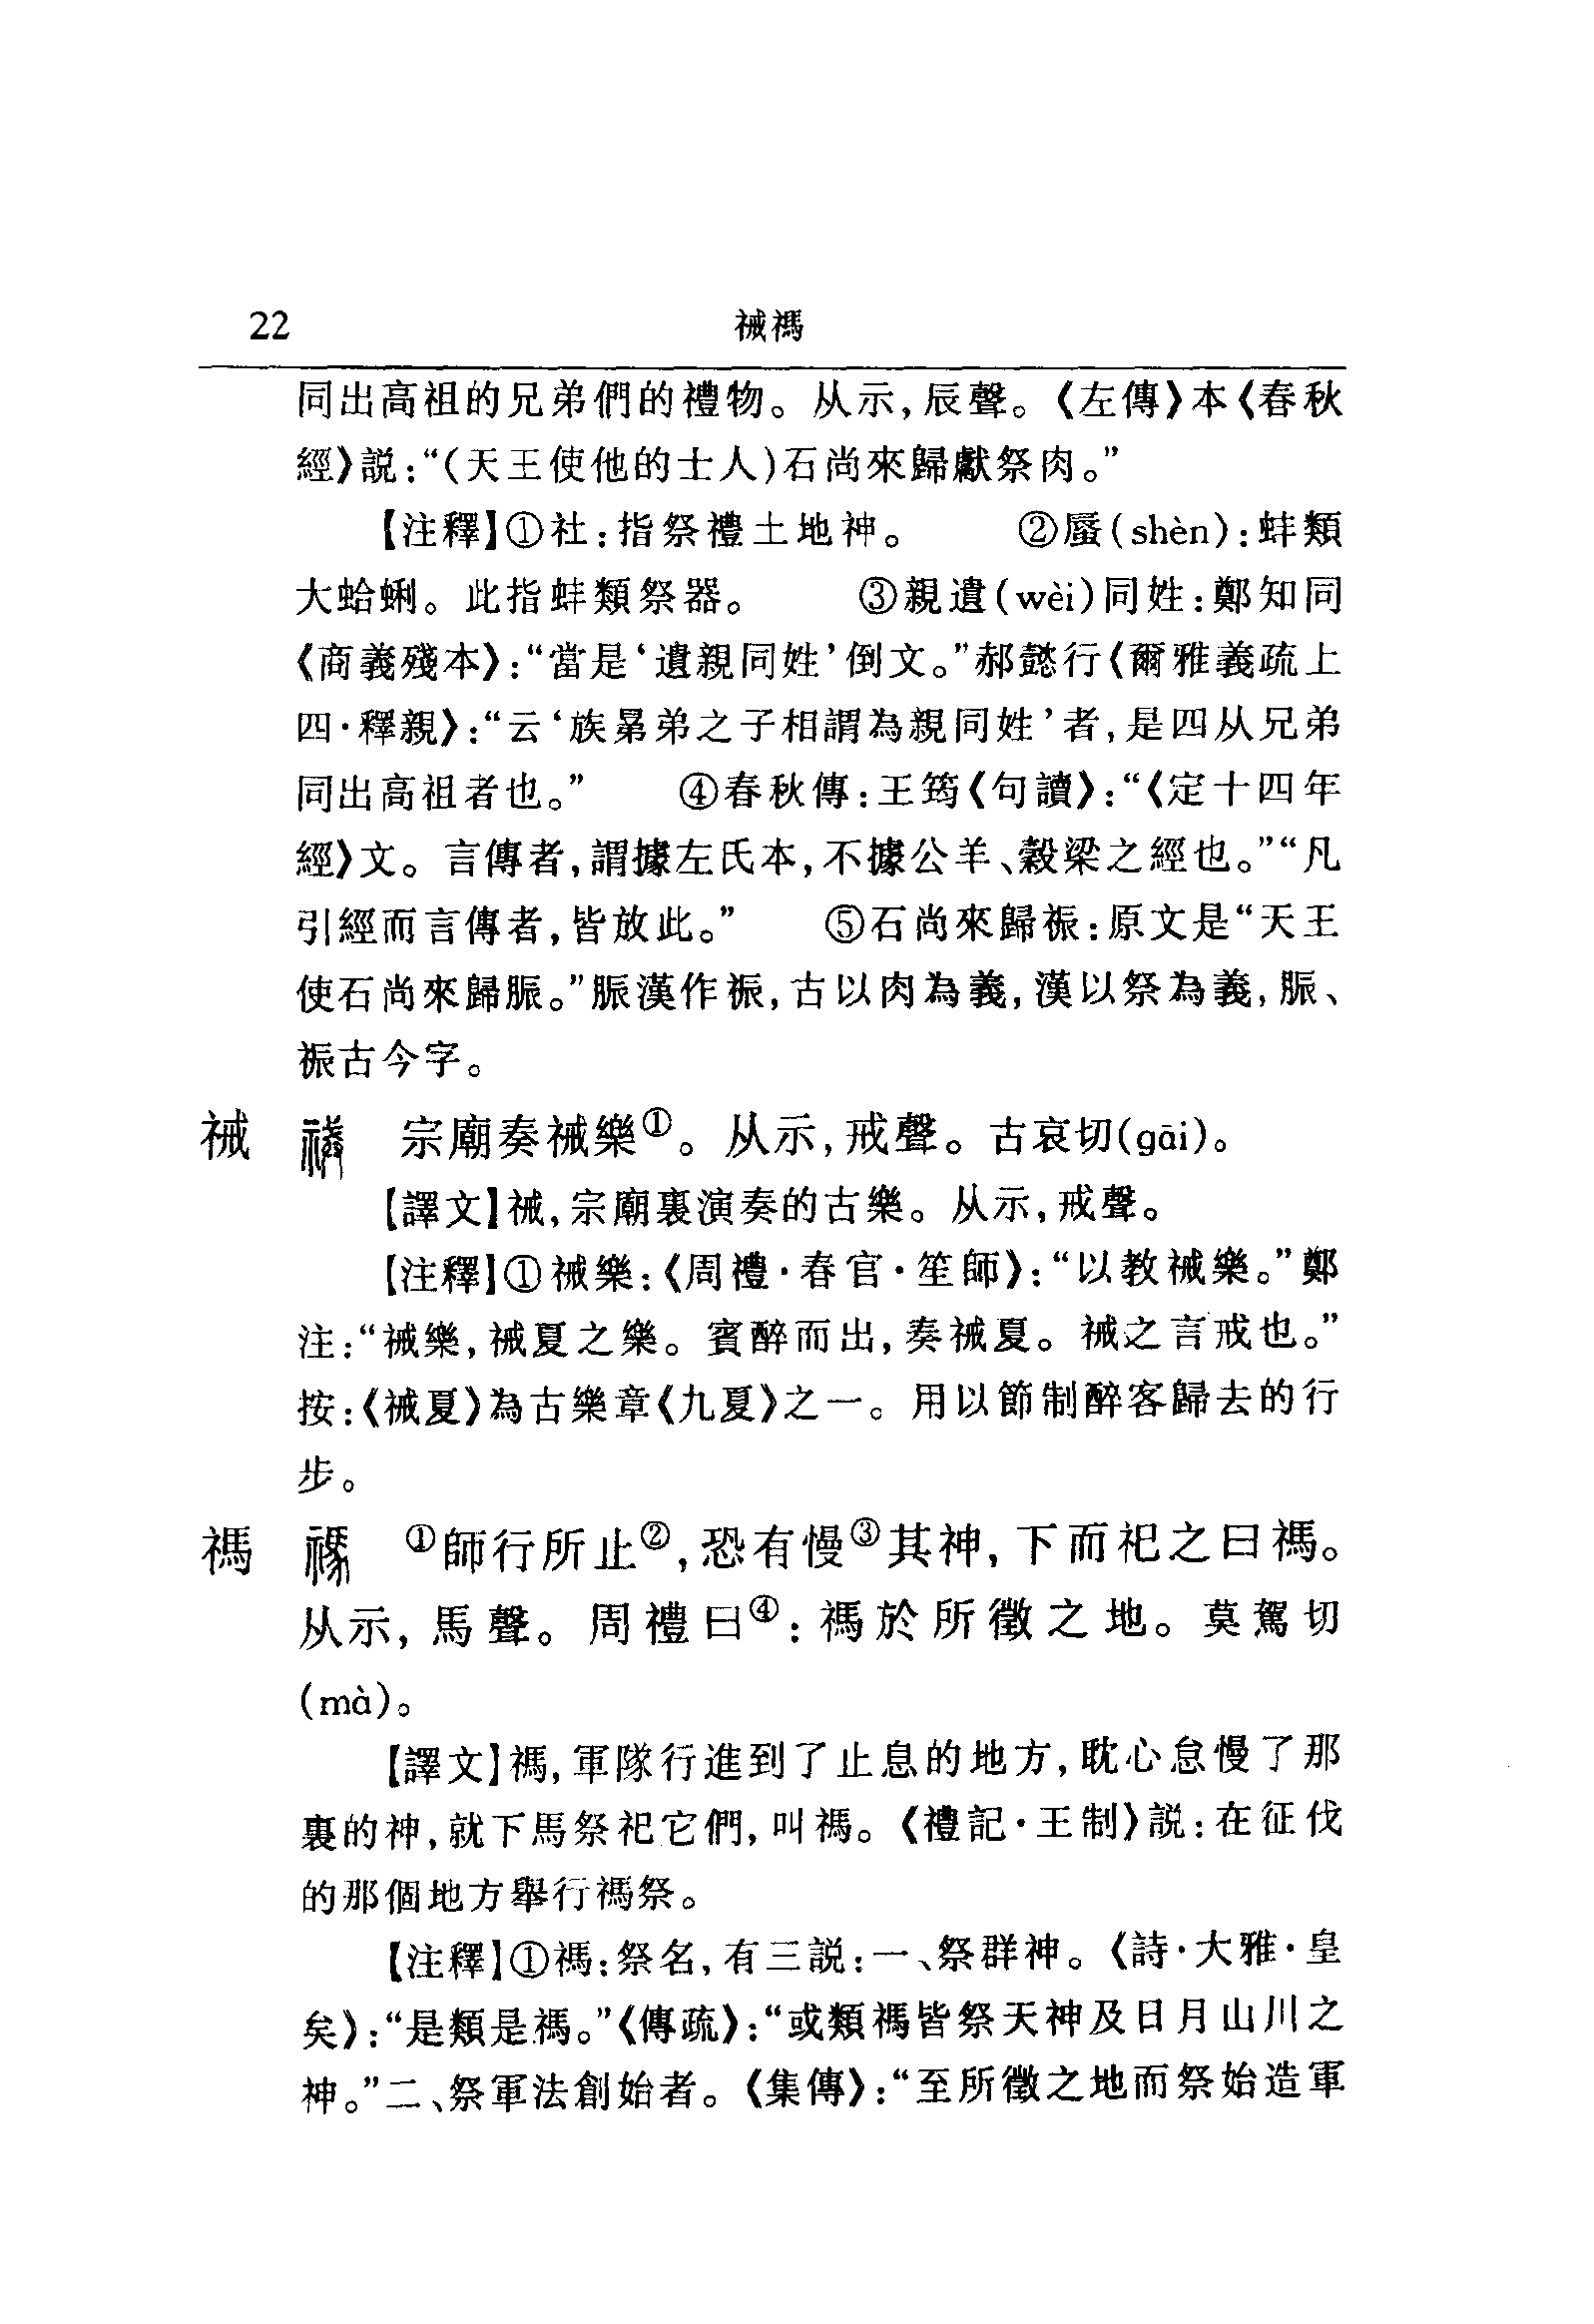 22
祴禡
同出高祖的兄弟們的禮物。从示,辰聲。《左傳》本《春秋
經》説:“(天王使他的士人)石尚來歸獻祭肉。”
【注釋】①社:指祭禮土地神。 ②蜃(shèn):蚌類
大蛤蜊。此指蚌類祭器。 ③親遺(wèi)同姓:鄭知同
《商義殘本》:“當是‘遺親同姓’倒文。”郝懿行《爾雅義疏上
四·釋親》:“云‘族晜弟之子相謂為親同姓’者,是四从兄弟
同出高祖者也。” ④春秋傳:王筠《句讀》:“《定十四年
經》文。言傳者,謂據左氏本,不據公羊、穀梁之經也。”“凡
引經而言傳者,皆放此。” ⑤石尚來歸祳:原文是“天王
使石尚來歸脤。”脤漢作祳,古以肉為義,漢以祭為義,脤、
祳古今字。
祴 祴 宗廟奏祴樂①。从示,戒聲。古哀切(gāi)。
【譯文】祴,宗廟裏演奏的古樂。从示,戒聲。
【注釋】①祴樂:《周禮·春官·笙師》:“以教祴樂。”鄭
注:“祴樂,祴夏之樂。賓醉而出,奏祴夏。祴之言戒也。”
按:《祴夏》為古樂章《九夏》之一。用以節制醉客歸去的行
步。
禡 禡 ①師行所止②,恐有慢③其神,下而祀之曰禡。
从示,馬聲。周禮曰④:禡於所徵之地。莫駕切
(mà)。
【譯文】禡,軍隊行進到了止息的地方,耽心怠慢了那
裏的神,就下馬祭祀它們,叫禡。《禮記·王制》説:在征伐
的那個地方舉行禡祭。
【注釋】①禡:祭名,有三説:一、祭群神。《詩·大雅·皇
矣》:“是類是禡。”《傳疏》:“或類禡皆祭天神及日月山川之
神。”二、祭軍法創始者。《集傳》:“至所徵之地而祭始造軍